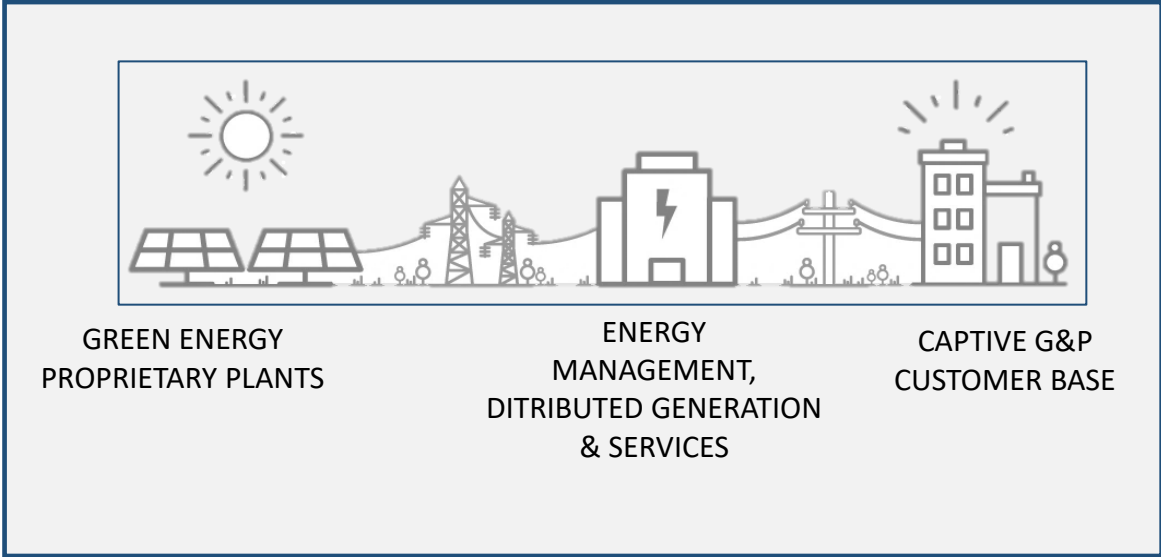 GREEN ENERGY
PROPRIETARY PLANTS
ENERGY
MANAGEMENT,
DITRIBUTED GENERATION
& SERVICES
CAPTIVE G&P
CUSTOMER BASE